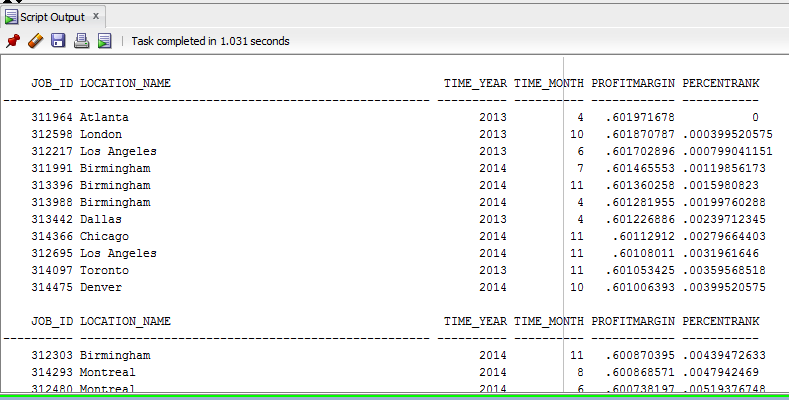 Script Output x
Task completed in 1.031 seconds
JOB_ID LOCATION_NAME TIME_YEAR TIME_MONTH PROFITMARGIN PERCENTRANK
---------- -------------------------------------------------- ---------- ---------- ------------ -----------
311964 Atlanta 2013 4 .601971678 0
312598 London 2013 10 .601870787 .000399520575
312217 Los Angeles 2013 6 .601702896 .000799041151
311991 Birmingham 2014 7 .601465553 .00119856173
313396 Birmingham 2014 11 .601360258 .0015980823
313988 Birmingham 2014 4 .601281955 .00199760288
313442 Dallas 2013 4 .601226886 .00239712345
314366 Chicago 2014 11 .60112912 .00279664403
312695 Los Angeles 2014 11 .60108011 .0031961646
314097 Toronto 2013 11 .601053425 .00359568518
314475 Denver 2014 10 .601006393 .00399520575
JOB_ID LOCATION_NAME TIME_YEAR TIME_MONTH PROFITMARGIN PERCENTRANK
---------- -------------------------------------------------- ---------- ---------- ------------ -----------
312303 Birmingham 2014 11 .600870395 .00439472633
314293 Montreal 2014 8 .600868571 .0047942469
312480 Montreal 2014 6 .600738197 .00519376748